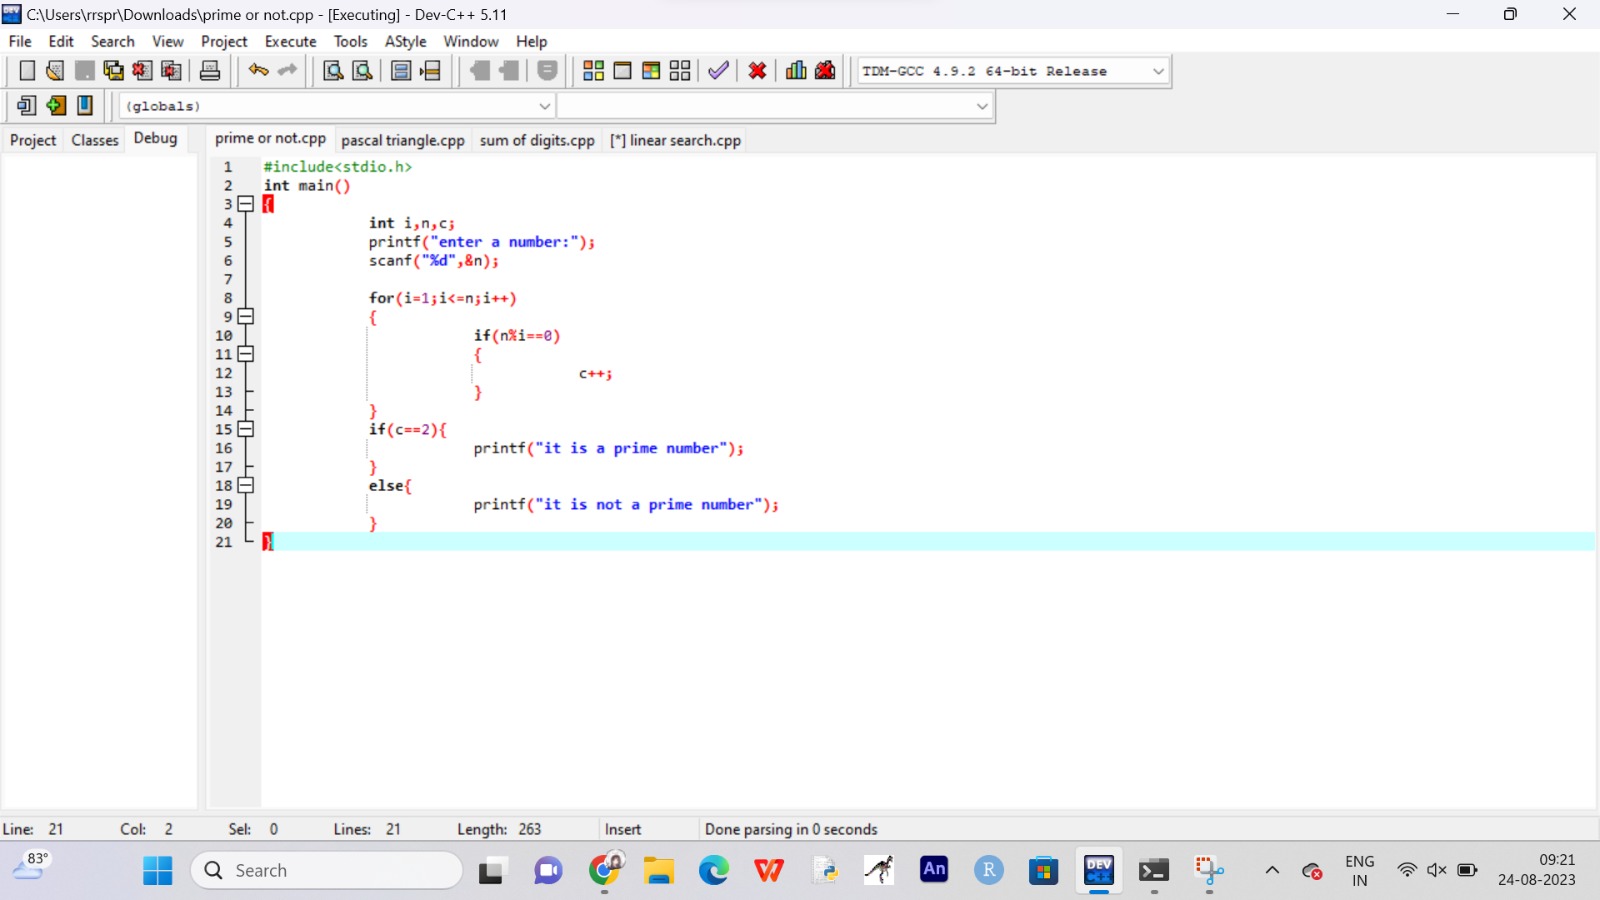 C:\Users\rrspr\Downloads\prime or not.cpp - [Executing] - Dev-C++ 5.11
File Edit Search View Project Execute Tools AStyle Window Help
TDM-GCC 4.9.2 64-bit Release
(globals)
Project Classes Debug prime or not.cpp pascal triangle.cpp sum of digits.cpp [*] linear search.cpp
1 #include<stdio.h>
2 int main()
3 {
4 int i,n,c;
5 printf("enter a number:");
6 scanf("%d",&n);
7
8 for(i=1;i<=n;i++)
9 {
10 if(n%i==0)
11 {
12 c++;
13 }
14 }
15 if(c==2){
16 printf("it is a prime number");
17 }
18 else{
19 printf("it is not a prime number");
20 }
21 }
Line: 21 Col: 2 Sel: 0 Lines: 21 Length: 263 Insert Done parsing in 0 seconds
83° Search W An R DEV C++ ENG IN 09:21
24-08-2023